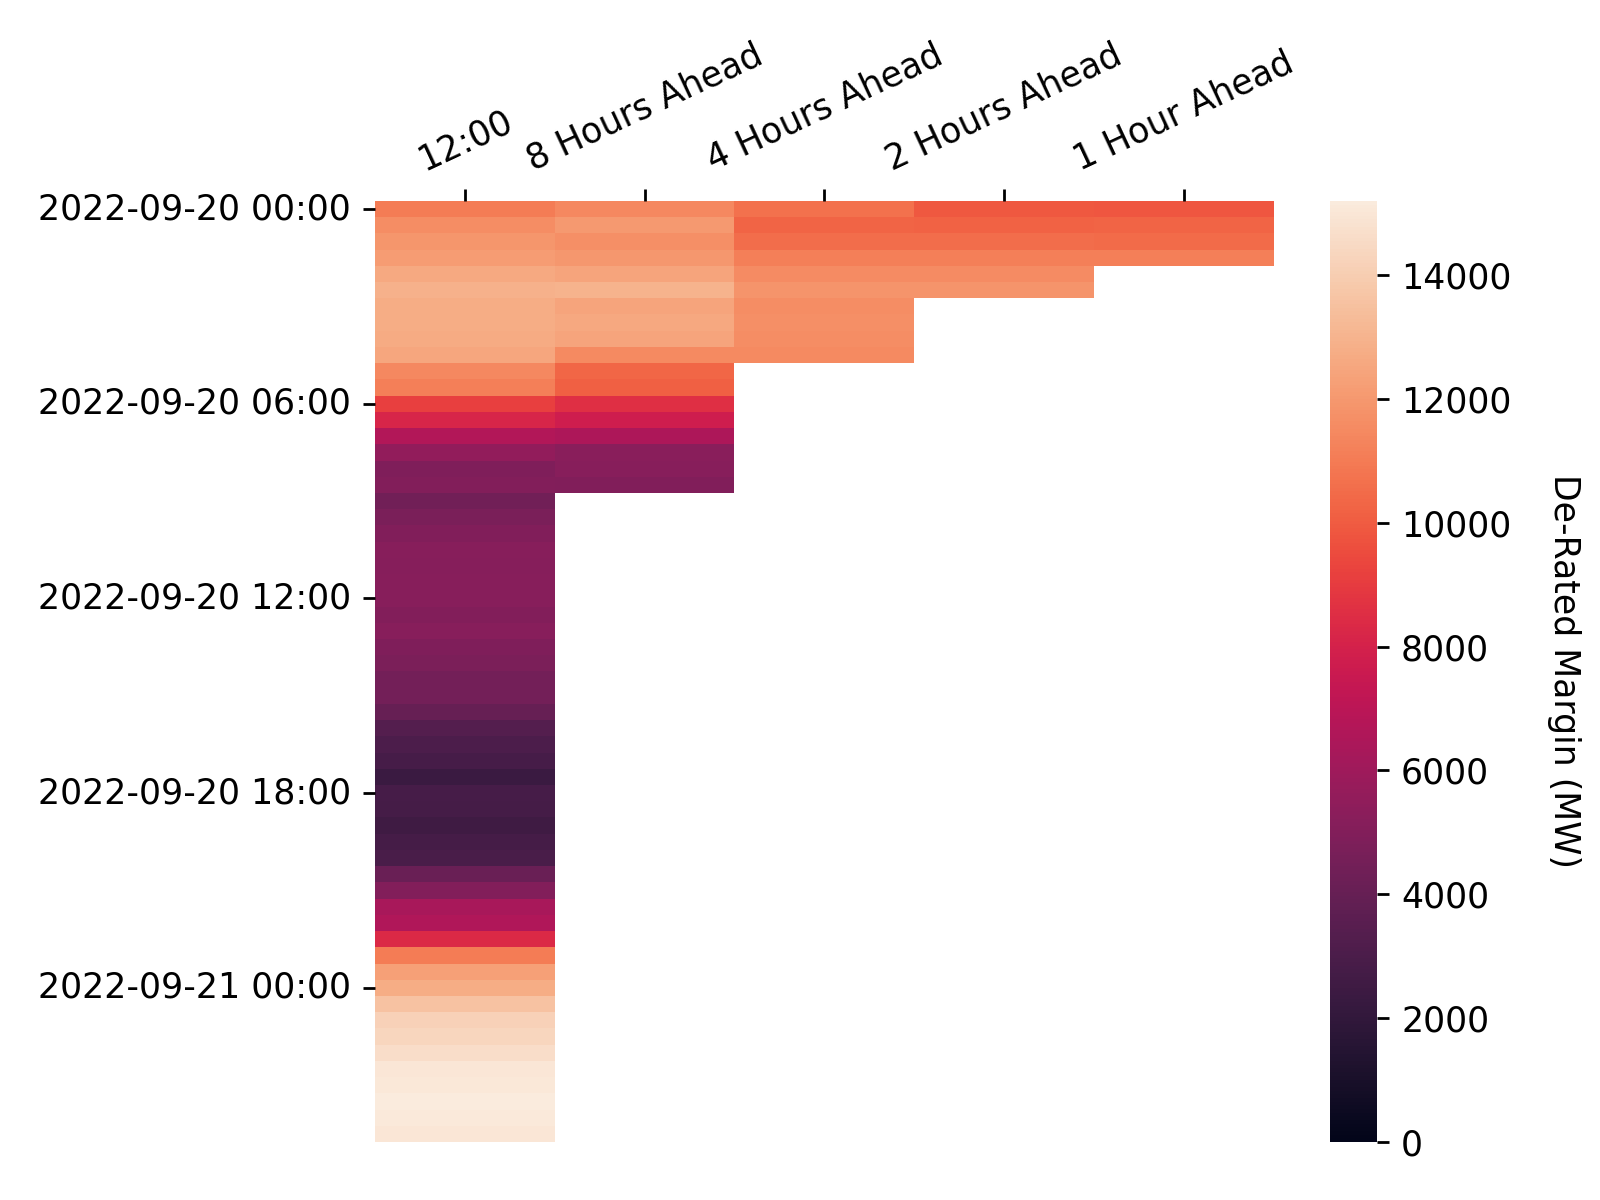 12:00
8 Hours Ahead
4 Hours Ahead
2 Hours Ahead
1 Hour Ahead
2022-09-20 00:00
2022-09-20 06:00
2022-09-20 12:00
2022-09-20 18:00
2022-09-21 00:00
14000
12000
10000
8000
6000
4000
2000
0
De-Rated Margin (MW)